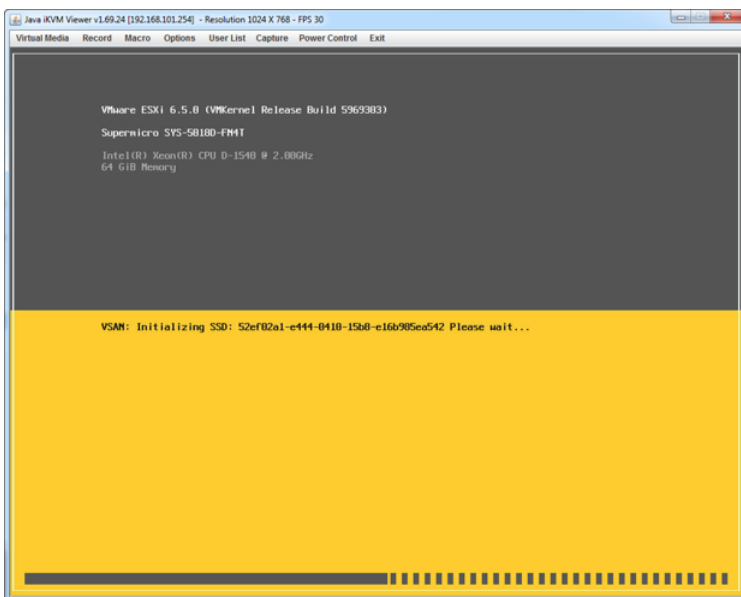 Java iKVM Viewer v1.69.24 [192.168.101.254] - Resolution 1024 X 768 - FPS 30
Virtual Media Record Macro Options User List Capture Power Control Exit
VMware ESXi 6.5.0 (VMKernel Release Build 5969303)
Supermicro SYS-5018D-FN4T
Intel(R) Xeon(R) CPU D-1540 @ 2.00GHz
64 GiB Memory
VSAN: Initializing SSD: 52ef02a1-e444-0410-15b8-e16b985ea542 Please wait...